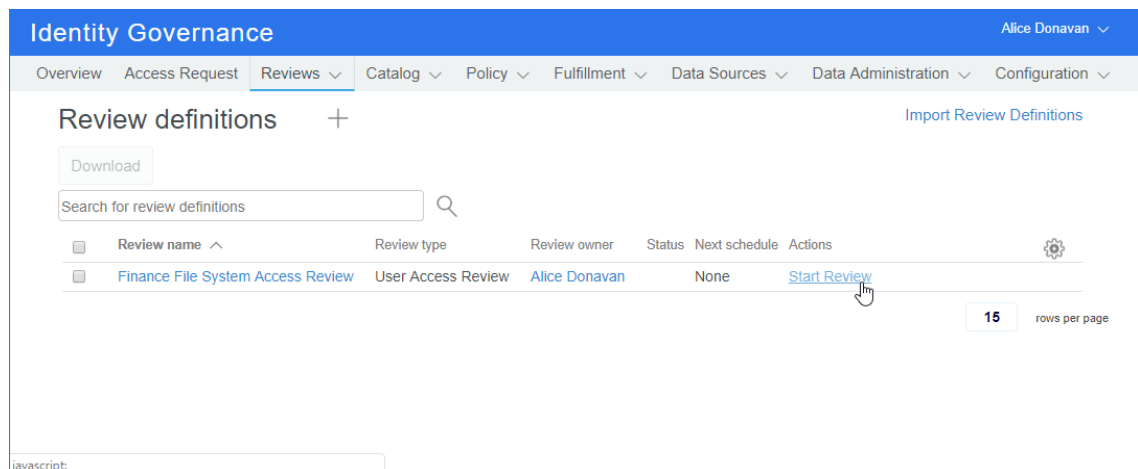 Identity Governance
Alice Donavan
Overview Access Request Reviews Catalog Policy Fulfillment Data Sources Data Administration Configuration
Review definitions
Import Review Definitions
Download
Search for review definitions
Review name Review type Review owner Status Next schedule Actions
Finance File System Access Review User Access Review Alice Donavan None Start Review
15 rows per page
javascript: